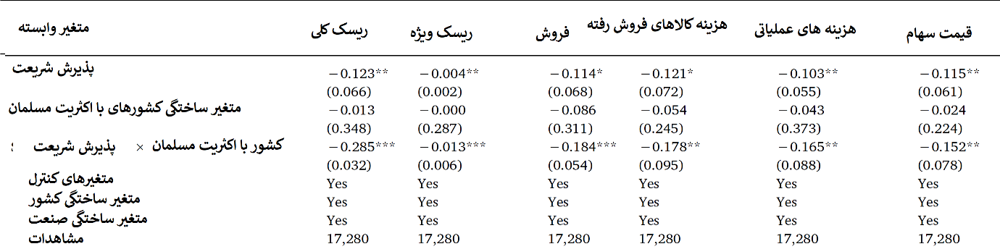 متغیر وابسته ریسک کلی ریسک ویژه فروش هزینه کالاهای فروش رفته هزینه های عملیاتی قیمت سهام
پذیرش شریعت −0.123** −0.004** −0.114* −0.121* −0.103** −0.115**
(0.066) (0.002) (0.068) (0.072) (0.055) (0.061)
متغیر ساختگی کشورهای با اکثریت مسلمان −0.013 −0.000 −0.086 −0.054 −0.043 −0.024
(0.348) (0.287) (0.311) (0.245) (0.373) (0.224)
کشور با اکثریت مسلمان × پذیرش شریعت −0.285*** −0.013*** −0.184*** −0.178** −0.165** −0.152**
(0.032) (0.006) (0.054) (0.095) (0.088) (0.078)
متغیرهای کنترل Yes Yes Yes Yes Yes Yes
متغیر ساختگی کشور Yes Yes Yes Yes Yes Yes
متغیر ساختگی صنعت Yes Yes Yes Yes Yes Yes
مشاهدات 17,280 17,280 17,280 17,280 17,280 17,280